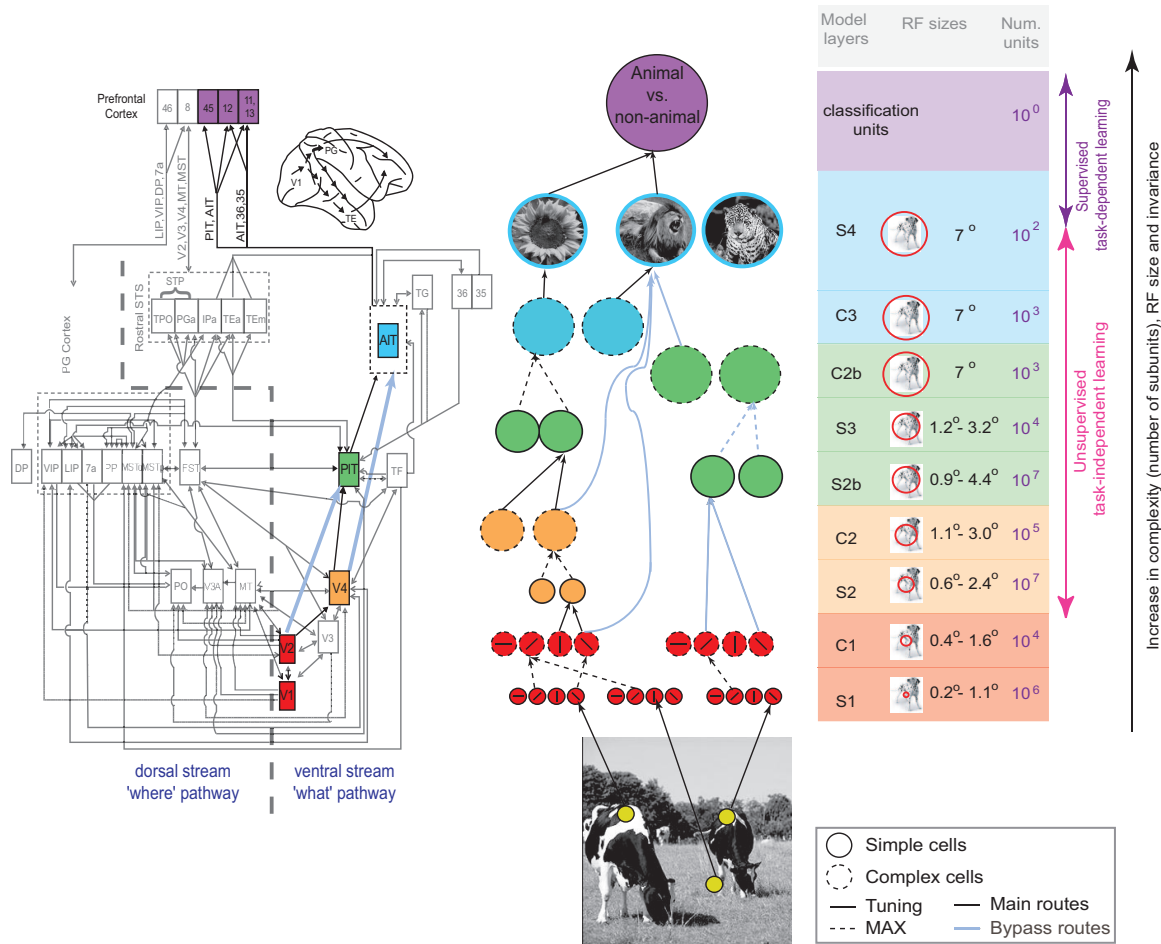 Prefrontal
Cortex
46
8
45
12
11,
13
LIP,VIP,DP,7a
V2,V3,V4,MT,MST
PIT, AIT
AIT,36,35
V1
PG
TE
PG Cortex
Rostral STS
STP
TPO
PGa
IPa
TEa
TEm
TG
36
35
AIT
DP
VIP
LIP
7a
PP
FST
PIT
TF
PO
V3A
MT
V4
V2
V3
V1
dorsal stream
'where' pathway
ventral stream
'what' pathway
Animal
vs.
non-animal
Model
layers
RF sizes
Num.
units
classification
units
10⁰
S4
7 °
10²
C3
7 °
10³
C2b
7 °
10³
S3
1.2°- 3.2°
10⁴
S2b
0.9°- 4.4°
10⁷
C2
1.1°- 3.0°
10⁵
S2
0.6°- 2.4°
10⁷
C1
0.4°- 1.6°
10⁴
S1
0.2°- 1.1°
10⁶
Supervised
task-dependent learning
Unsupervised
task-independent learning
Increase in complexity (number of subunits), RF size and invariance
Simple cells
Complex cells
Tuning
Main routes
MAX
Bypass routes